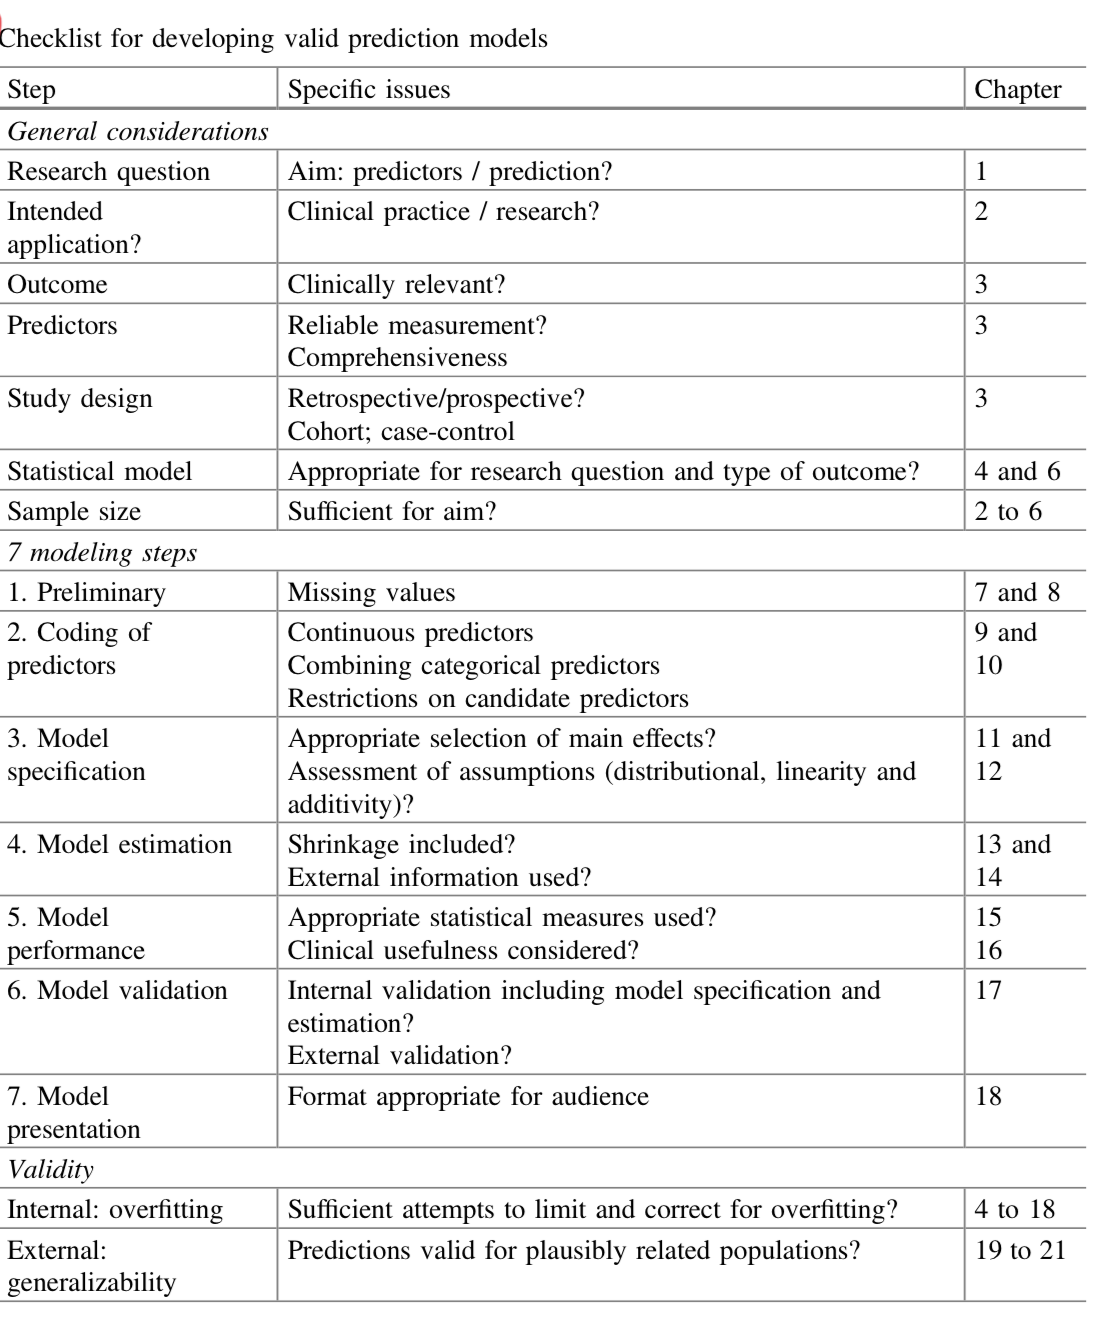 Checklist for developing valid prediction models
Step Specific issues Chapter
General considerations
Research question Aim: predictors / prediction? 1
Intended Clinical practice / research? 2
application?
Outcome Clinically relevant? 3
Predictors Reliable measurement? 3
Comprehensiveness
Study design Retrospective/prospective? 3
Cohort; case-control
Statistical model Appropriate for research question and type of outcome? 4 and 6
Sample size Sufficient for aim? 2 to 6
7 modeling steps
1. Preliminary Missing values 7 and 8
2. Coding of Continuous predictors 9 and
predictors Combining categorical predictors 10
Restrictions on candidate predictors
3. Model Appropriate selection of main effects? 11 and
specification Assessment of assumptions (distributional, linearity and 12
additivity)?
4. Model estimation Shrinkage included? 13 and
External information used? 14
5. Model Appropriate statistical measures used? 15
performance Clinical usefulness considered? 16
6. Model validation Internal validation including model specification and 17
estimation?
External validation?
7. Model Format appropriate for audience 18
presentation
Validity
Internal: overfitting Sufficient attempts to limit and correct for overfitting? 4 to 18
External: Predictions valid for plausibly related populations? 19 to 21
generalizability